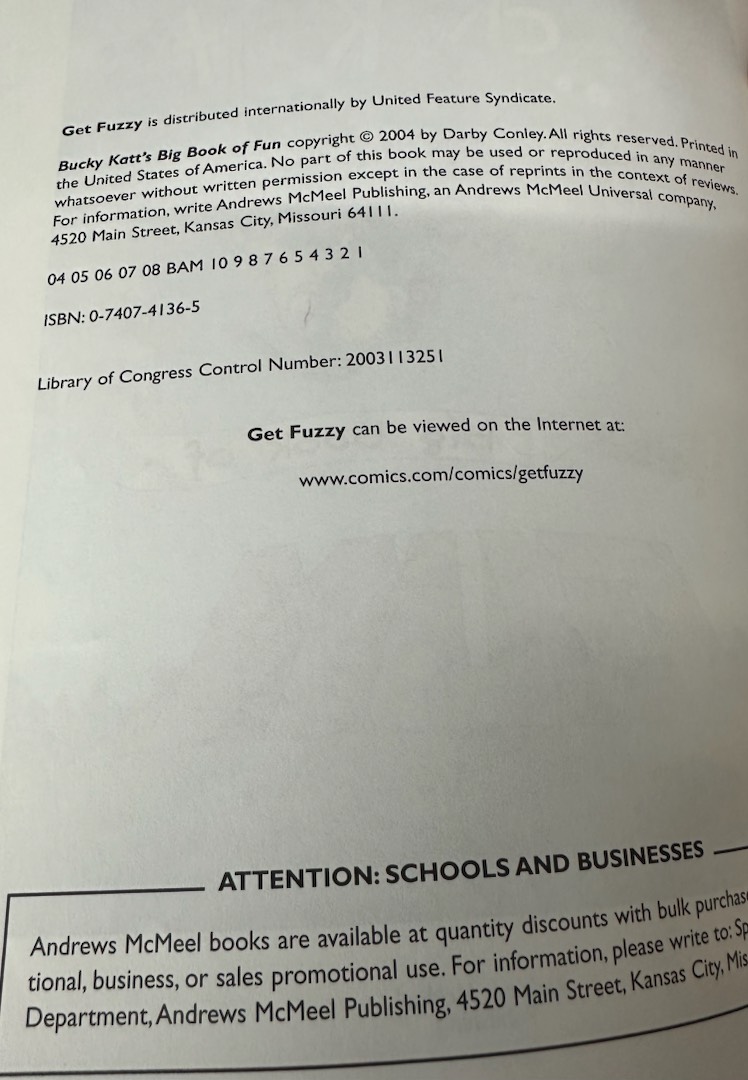 Get Fuzzy is distributed internationally by United Feature Syndicate.
Bucky Katt's Big Book of Fun copyright © 2004 by Darby Conley. All rights reserved. Printed in
the United States of America. No part of this book may be used or reproduced in any manner
whatsoever without written permission except in the case of reprints in the context of reviews.
For information, write Andrews McMeel Publishing, an Andrews McMeel Universal company,
4520 Main Street, Kansas City, Missouri 64111.
04 05 06 07 08 BAM 10 9 8 7 6 5 4 3 2 1
ISBN: 0-7407-4136-5
Library of Congress Control Number: 2003113251
Get Fuzzy can be viewed on the Internet at:
www.comics.com/comics/getfuzzy
ATTENTION: SCHOOLS AND BUSINESSES
Andrews McMeel books are available at quantity discounts with bulk purchas
tional, business, or sales promotional use. For information, please write to: Sp
Department, Andrews McMeel Publishing, 4520 Main Street, Kansas City, Mis